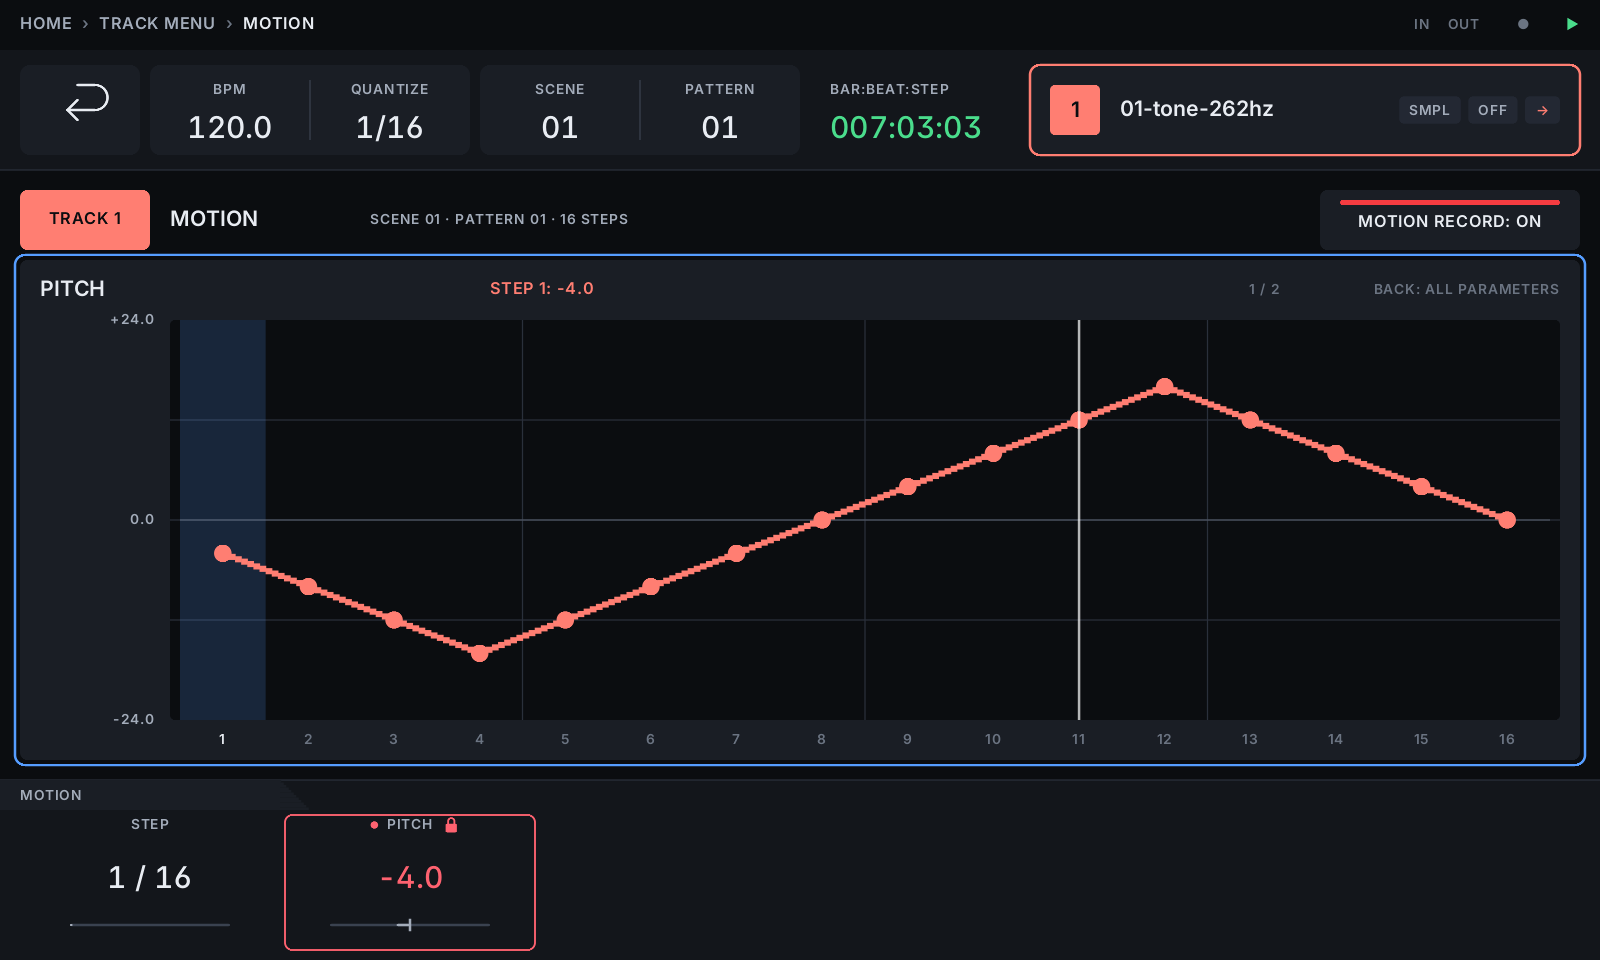 HOME › TRACK MENU › MOTION
IN OUT
BPM
120.0
QUANTIZE
1/16
SCENE
01
PATTERN
01
BAR:BEAT:STEP
007:03:03
1
01-tone-262hz
SMPL
OFF
→
TRACK 1
MOTION
SCENE 01 · PATTERN 01 · 16 STEPS
MOTION RECORD: ON
PITCH
STEP 1: -4.0
1 / 2
BACK: ALL PARAMETERS
+24.0
0.0
-24.0
1 2 3 4 5 6 7 8 9 10 11 12 13 14 15 16
MOTION
STEP
1 / 16
PITCH
-4.0